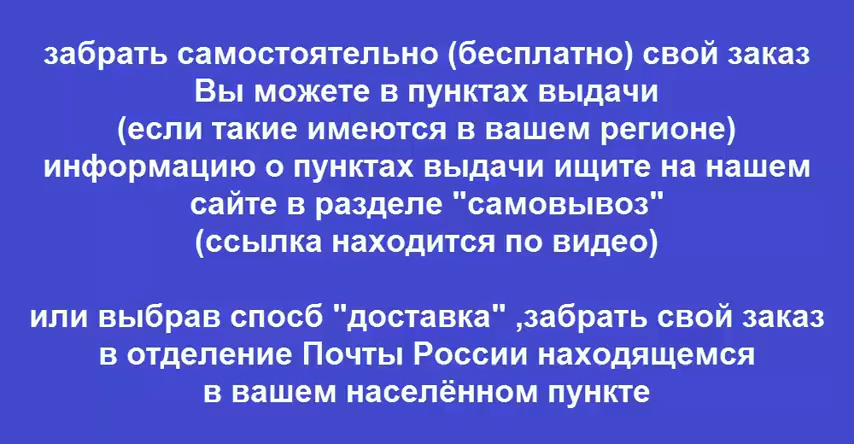 забрать самостоятельно (бесплатно) свой заказ
Вы можете в пунктах выдачи
(если такие имеются в вашем регионе)
информацию о пунктах выдачи ищите на нашем
сайте в разделе "самовывоз"
(ссылка находится по видео)
или выбрав спосб "доставка" ,забрать свой заказ
в отделение Почты России находящемся
в вашем населённом пункте